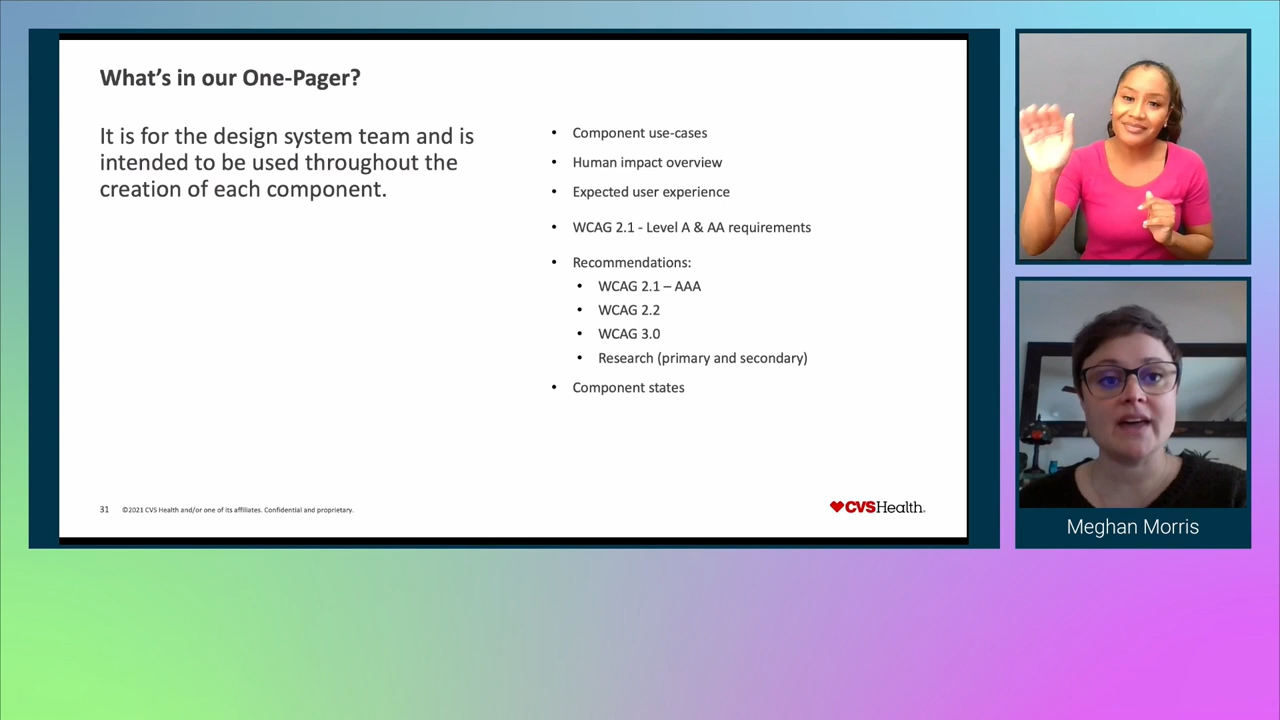 What's in our One-Pager?
It is for the design system team and is
intended to be used throughout the
creation of each component.
• Component use-cases
• Human impact overview
• Expected user experience
• WCAG 2.1 - Level A & AA requirements
• Recommendations:
• WCAG 2.1 – AAA
• WCAG 2.2
• WCAG 3.0
• Research (primary and secondary)
• Component states
31 ©2021 CVS Health and/or one of its affiliates. Confidential and proprietary.
CVSHealth.
Meghan Morris